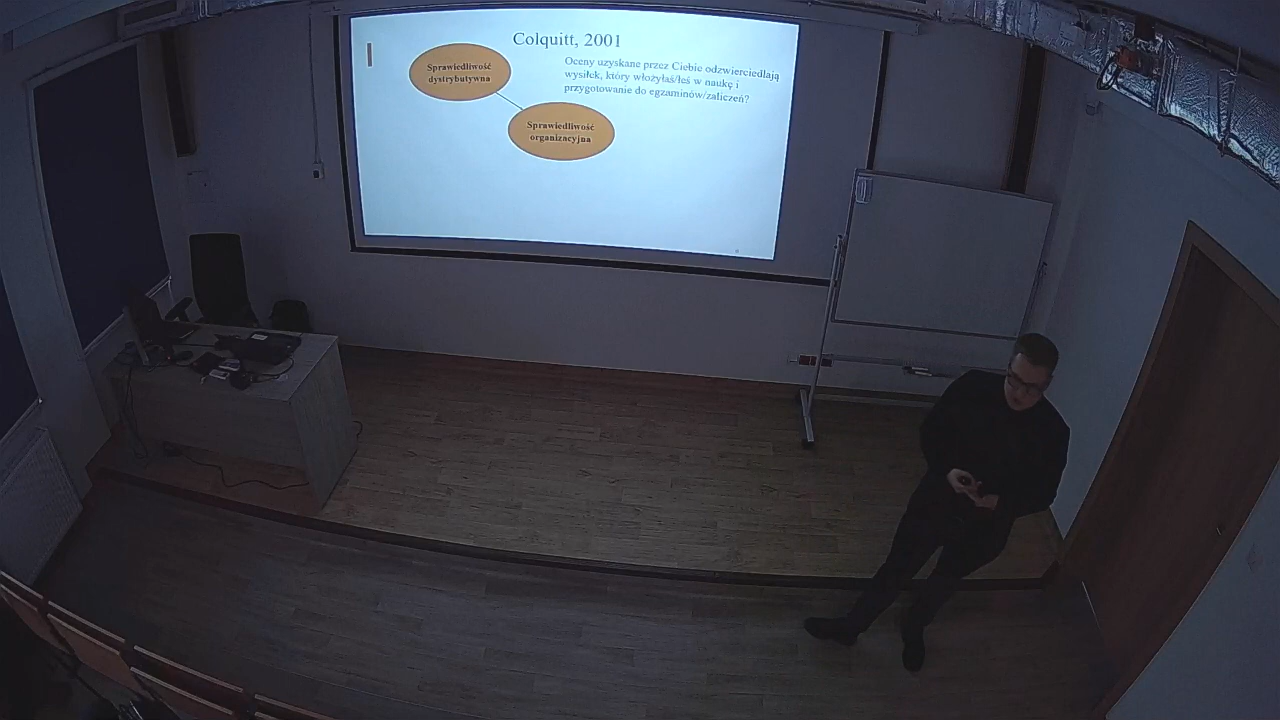 Colquitt, 2001
Sprawiedliwość
dystrybutywna
Oceny uzyskane przez Ciebie odzwierciedlają
wysiłek, który włożyłaś/łeś w naukę i
przygotowanie do egzaminów/zaliczeń?
Sprawiedliwość
organizacyjna